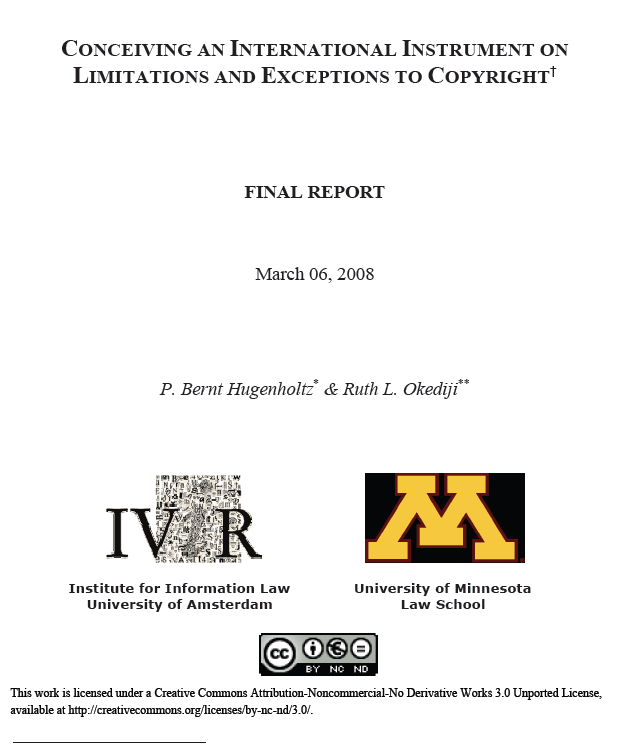 CONCEIVING AN INTERNATIONAL INSTRUMENT ON
LIMITATIONS AND EXCEPTIONS TO COPYRIGHT†
FINAL REPORT
March 06, 2008
P. Bernt Hugenholtz* & Ruth L. Okediji**
IViR
M
Institute for Information Law
University of Amsterdam
University of Minnesota
Law School
cc
BY NC ND
This work is licensed under a Creative Commons Attribution-Noncommercial-No Derivative Works 3.0 Unported License,
available at http://creativecommons.org/licenses/by-nc-nd/3.0/.